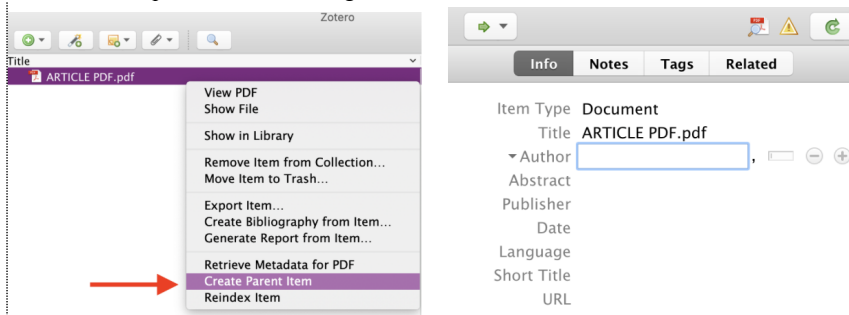 Zotero
Title
ARTICLE PDF.pdf
View PDF
Show File
Show in Library
Remove Item from Collection...
Move Item to Trash...
Export Item...
Create Bibliography from Item...
Generate Report from Item...
Retrieve Metadata for PDF
Create Parent Item
Reindex Item
Info Notes Tags Related
Item Type Document
Title ARTICLE PDF.pdf
Author ,
Abstract
Publisher
Date
Language
Short Title
URL